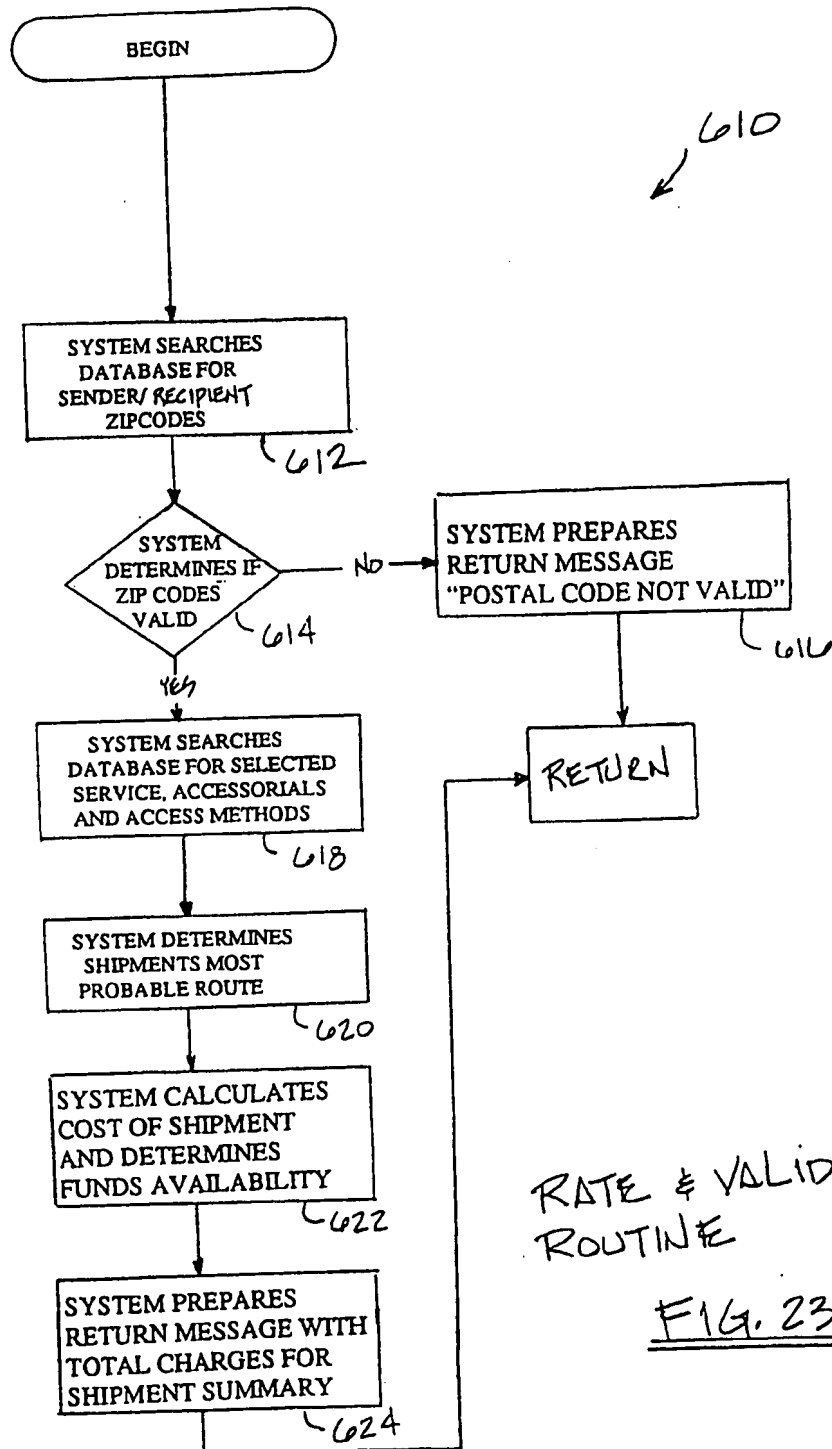 BEGIN
610
SYSTEM SEARCHES
DATABASE FOR
SENDER/RECIPIENT
ZIPCODES
612
SYSTEM
DETERMINES IF
ZIP CODES
VALID
614
NO
SYSTEM PREPARES
RETURN MESSAGE
"POSTAL CODE NOT VALID"
616
YES
RETURN
SYSTEM SEARCHES
DATABASE FOR SELECTED
SERVICE, ACCESSORIALS
AND ACCESS METHODS
618
SYSTEM DETERMINES
SHIPMENTS MOST
PROBABLE ROUTE
620
SYSTEM CALCULATES
COST OF SHIPMENT
AND DETERMINES
FUNDS AVAILABILITY
622
SYSTEM PREPARES
RETURN MESSAGE WITH
TOTAL CHARGES FOR
SHIPMENT SUMMARY
624
RATE & VALID
ROUTINE
FIG. 23